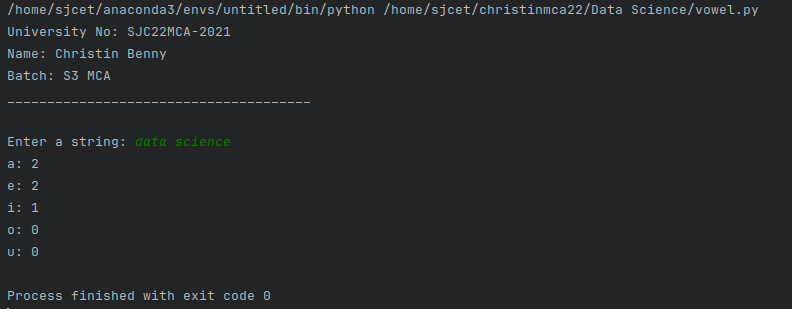 /home/sjcet/anaconda3/envs/untitled/bin/python /home/sjcet/christinmca22/Data Science/vowel.py
University No: SJC22MCA-2021
Name: Christin Benny
Batch: S3 MCA
______________________________________
Enter a string: data science
a: 2
e: 2
i: 1
o: 0
u: 0
Process finished with exit code 0